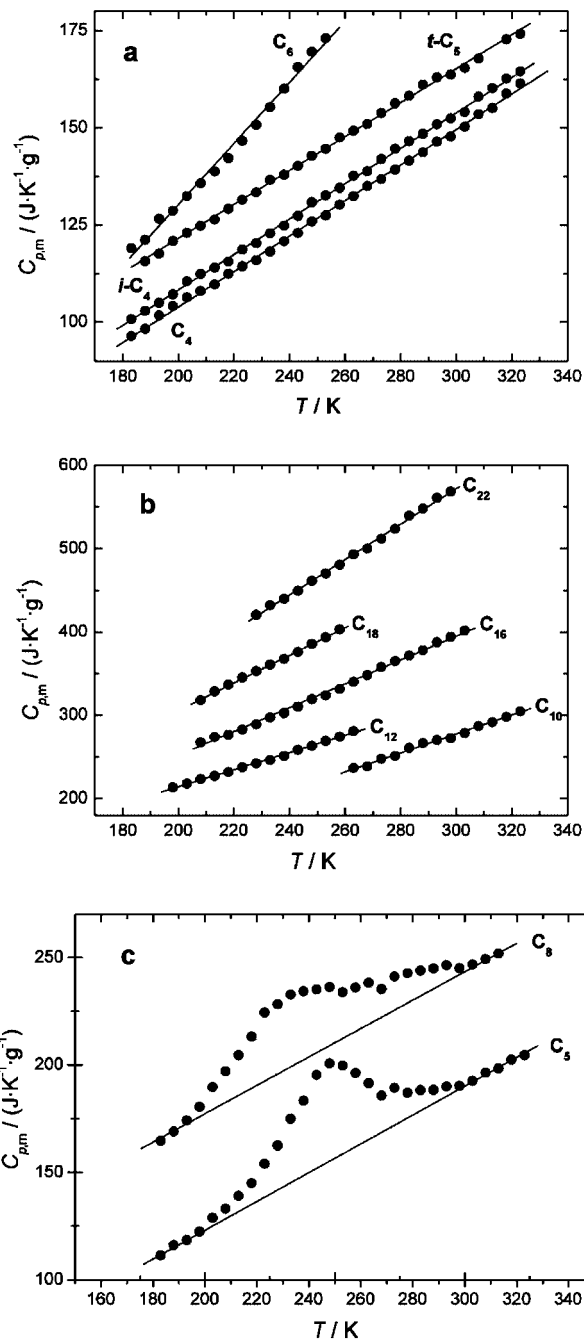 a
C₆
t-C₅
i-C₄
C₄
175
150
125
100
Cₚ,ₘ / (J·K⁻¹·g⁻¹)
180 200 220 240 260 280 300 320 340
T / K
b
C₂₂
C₁₈
C₁₆
C₁₂
C₁₀
600
500
400
300
200
Cₚ,ₘ / (J·K⁻¹·g⁻¹)
180 200 220 240 260 280 300 320 340
T / K
c
C₈
C₅
250
200
150
100
Cₚ,ₘ / (J·K⁻¹·g⁻¹)
160 180 200 220 240 260 280 300 320 340
T / K